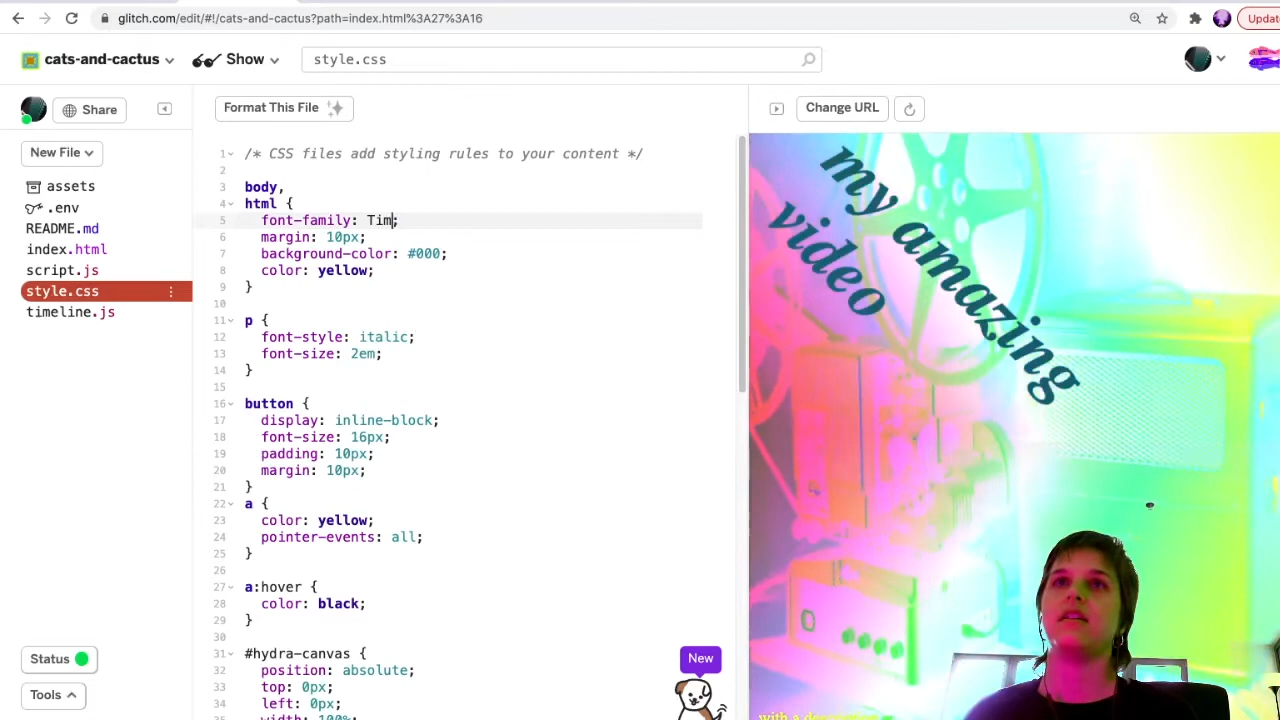 glitch.com/edit/#!/cats-and-cactus?path=index.html%3A27%3A16
Updat
cats-and-cactus
Show
style.css
Share
Format This File
Change URL
New File
assets
.env
README.md
index.html
script.js
style.css
timeline.js
Status
Tools
1 /* CSS files add styling rules to your content */
2
3 body,
4 html {
5 font-family: Tim;
6 margin: 10px;
7 background-color: #000;
8 color: yellow;
9 }
10
11 p {
12 font-style: italic;
13 font-size: 2em;
14 }
15
16 button {
17 display: inline-block;
18 font-size: 16px;
19 padding: 10px;
20 margin: 10px;
21 }
22 a {
23 color: yellow;
24 pointer-events: all;
25 }
26
27 a:hover {
28 color: black;
29 }
30
31 #hydra-canvas {
32 position: absolute;
33 top: 0px;
34 left: 0px;
35 width: 100%;
New
my amazing
video